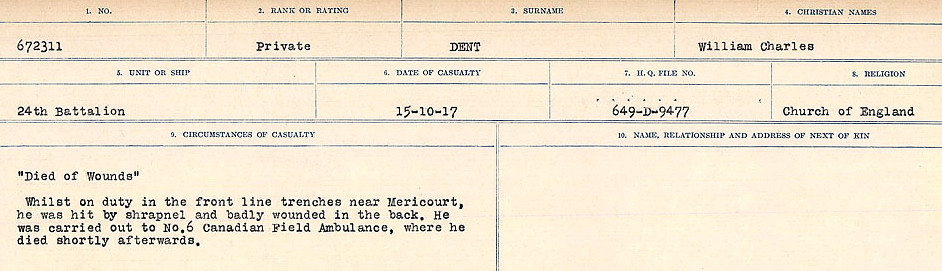 1. NO. 2. RANK OR RATING 3. SURNAME 4. CHRISTIAN NAMES
672311 Private DENT William Charles
5. UNIT OR SHIP 6. DATE OF CASUALTY 7. H.Q. FILE NO. 8. RELIGION
24th Battalion 15-10-17 649-D-9477 Church of England
9. CIRCUMSTANCES OF CASUALTY 10. NAME, RELATIONSHIP AND ADDRESS OF NEXT OF KIN
"Died of Wounds"
Whilst on duty in the front line trenches near Mericourt,
he was hit by shrapnel and badly wounded in the back. He
was carried out to No.6 Canadian Field Ambulance, where he
died shortly afterwards.